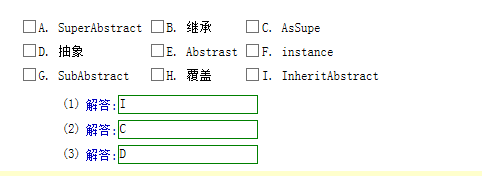 A. SuperAbstract B. 继承 C. AsSupe
D. 抽象 E. Abstrast F. instance
G. SubAbstract H. 覆盖 I. InheritAbstract
(1) 解答:I
(2) 解答:C
(3) 解答:D